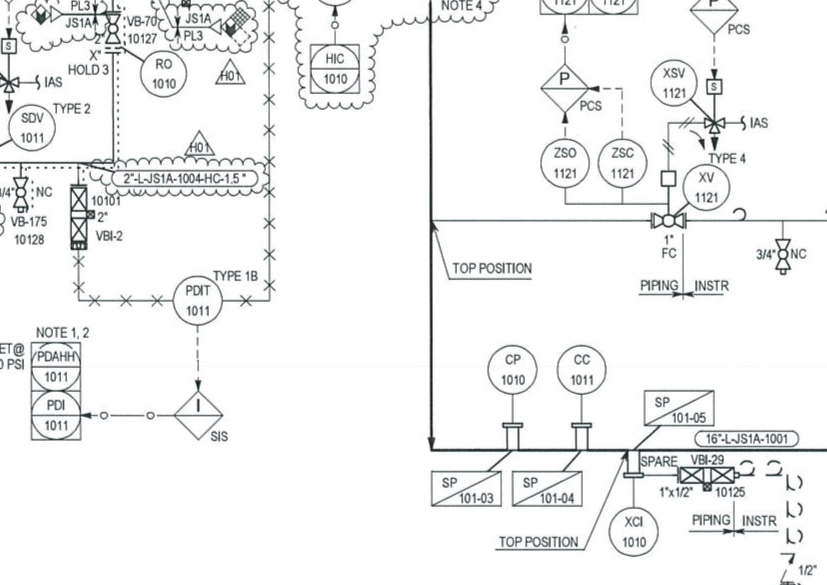 PL3
JS1A
2"
X"
HOLD 3
VB-70
10127
JS1A
PL3
RO
1010
H01
S
IAS
SDV
1011
TYPE 2
H01
2"-L-JS1A-1004-HC-1.5"
NC
VB-175
10128
10101
2"
VBI-2
TYPE 1B
PDIT
1011
NOTE 1, 2
PDAHH
1011
PDI
1011
I
SIS
HIC
1010
NOTE 4
1121
1121
P
PCS
P
PCS
ZSO
1121
ZSC
1121
XSV
1121
S
IAS
TYPE 4
XV
1121
1"
FC
3/4"
NC
PIPING
INSTR
TOP POSITION
CP
1010
CC
1011
SP
101-05
16"-L-JS1A-1001
SP
101-03
SP
101-04
SPARE
VBI-29
1"x1/2"
10125
PIPING
INSTR
XCI
1010
TOP POSITION
1/2"